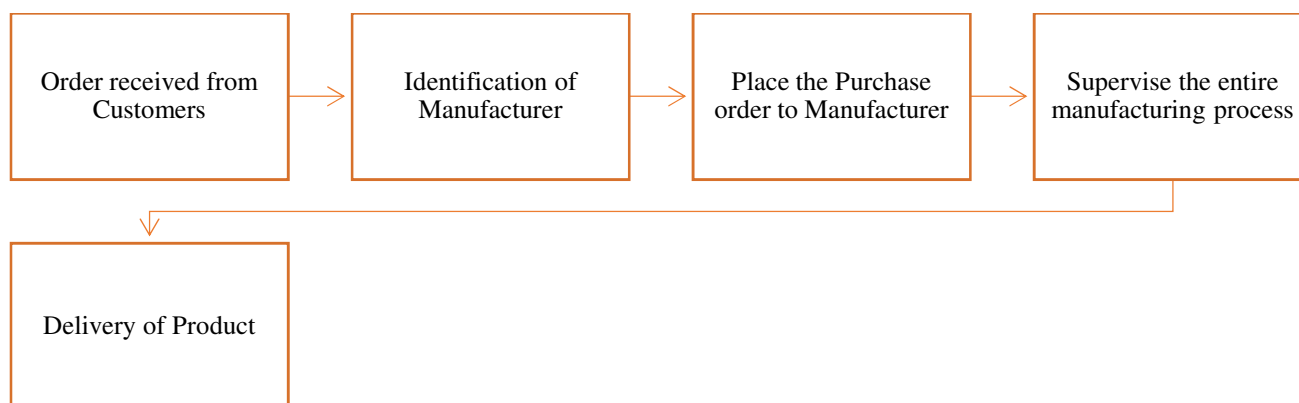 Order received from
Customers
Identification of
Manufacturer
Place the Purchase
order to Manufacturer
Supervise the entire
manufacturing process
Delivery of Product